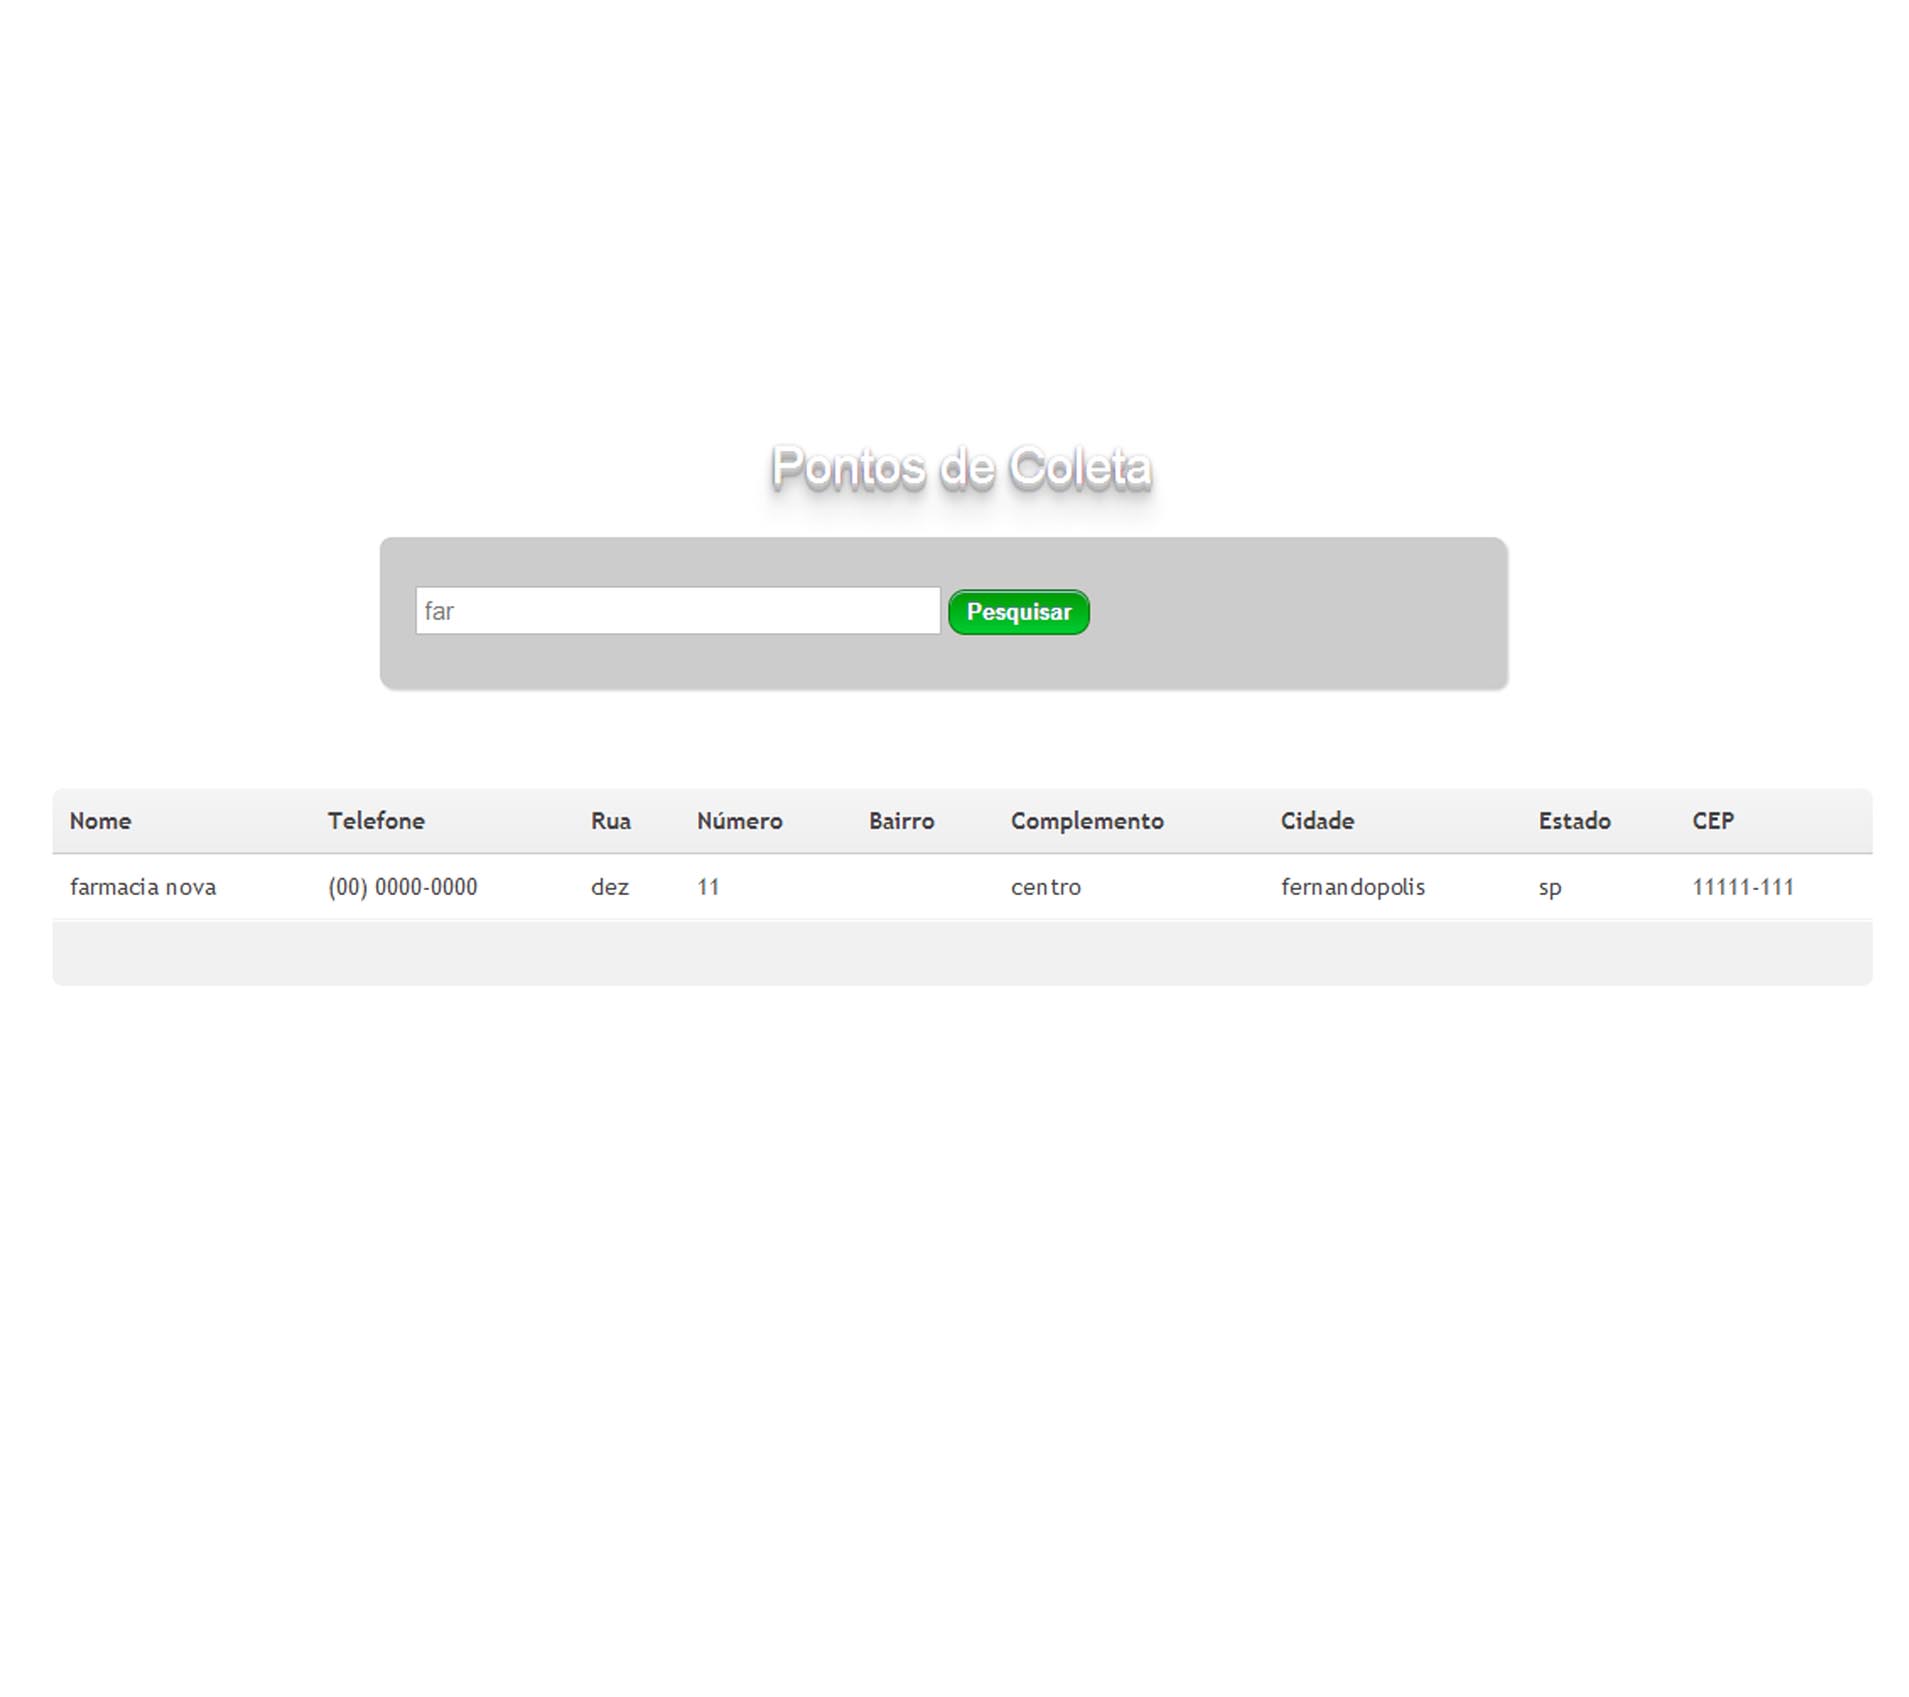 Pontos de Coleta
far Pesquisar
Nome Telefone Rua Número Bairro Complemento Cidade Estado CEP
farmacia nova (00) 0000-0000 dez 11 centro fernandopolis sp 11111-111